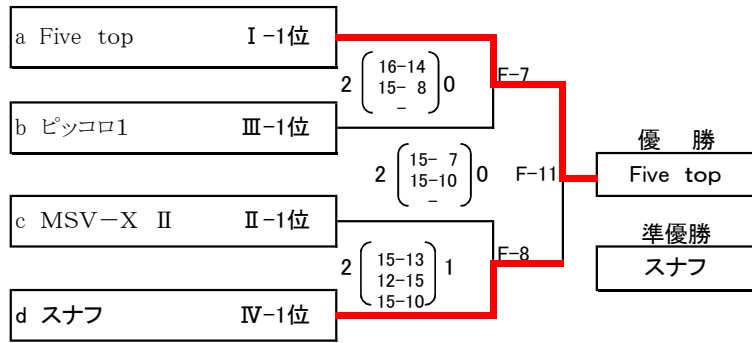 a Five top Ⅰ-1位
16-14
2 15- 8 0 F-7
-
b ピッコロ1 Ⅲ-1位
優 勝
15- 7
2 15-10 0 F-11 Five top
-
c MSV-X Ⅱ Ⅱ-1位
準優勝
15-13 F-8
2 12-15 1 スナフ
15-10
d スナフ Ⅳ-1位